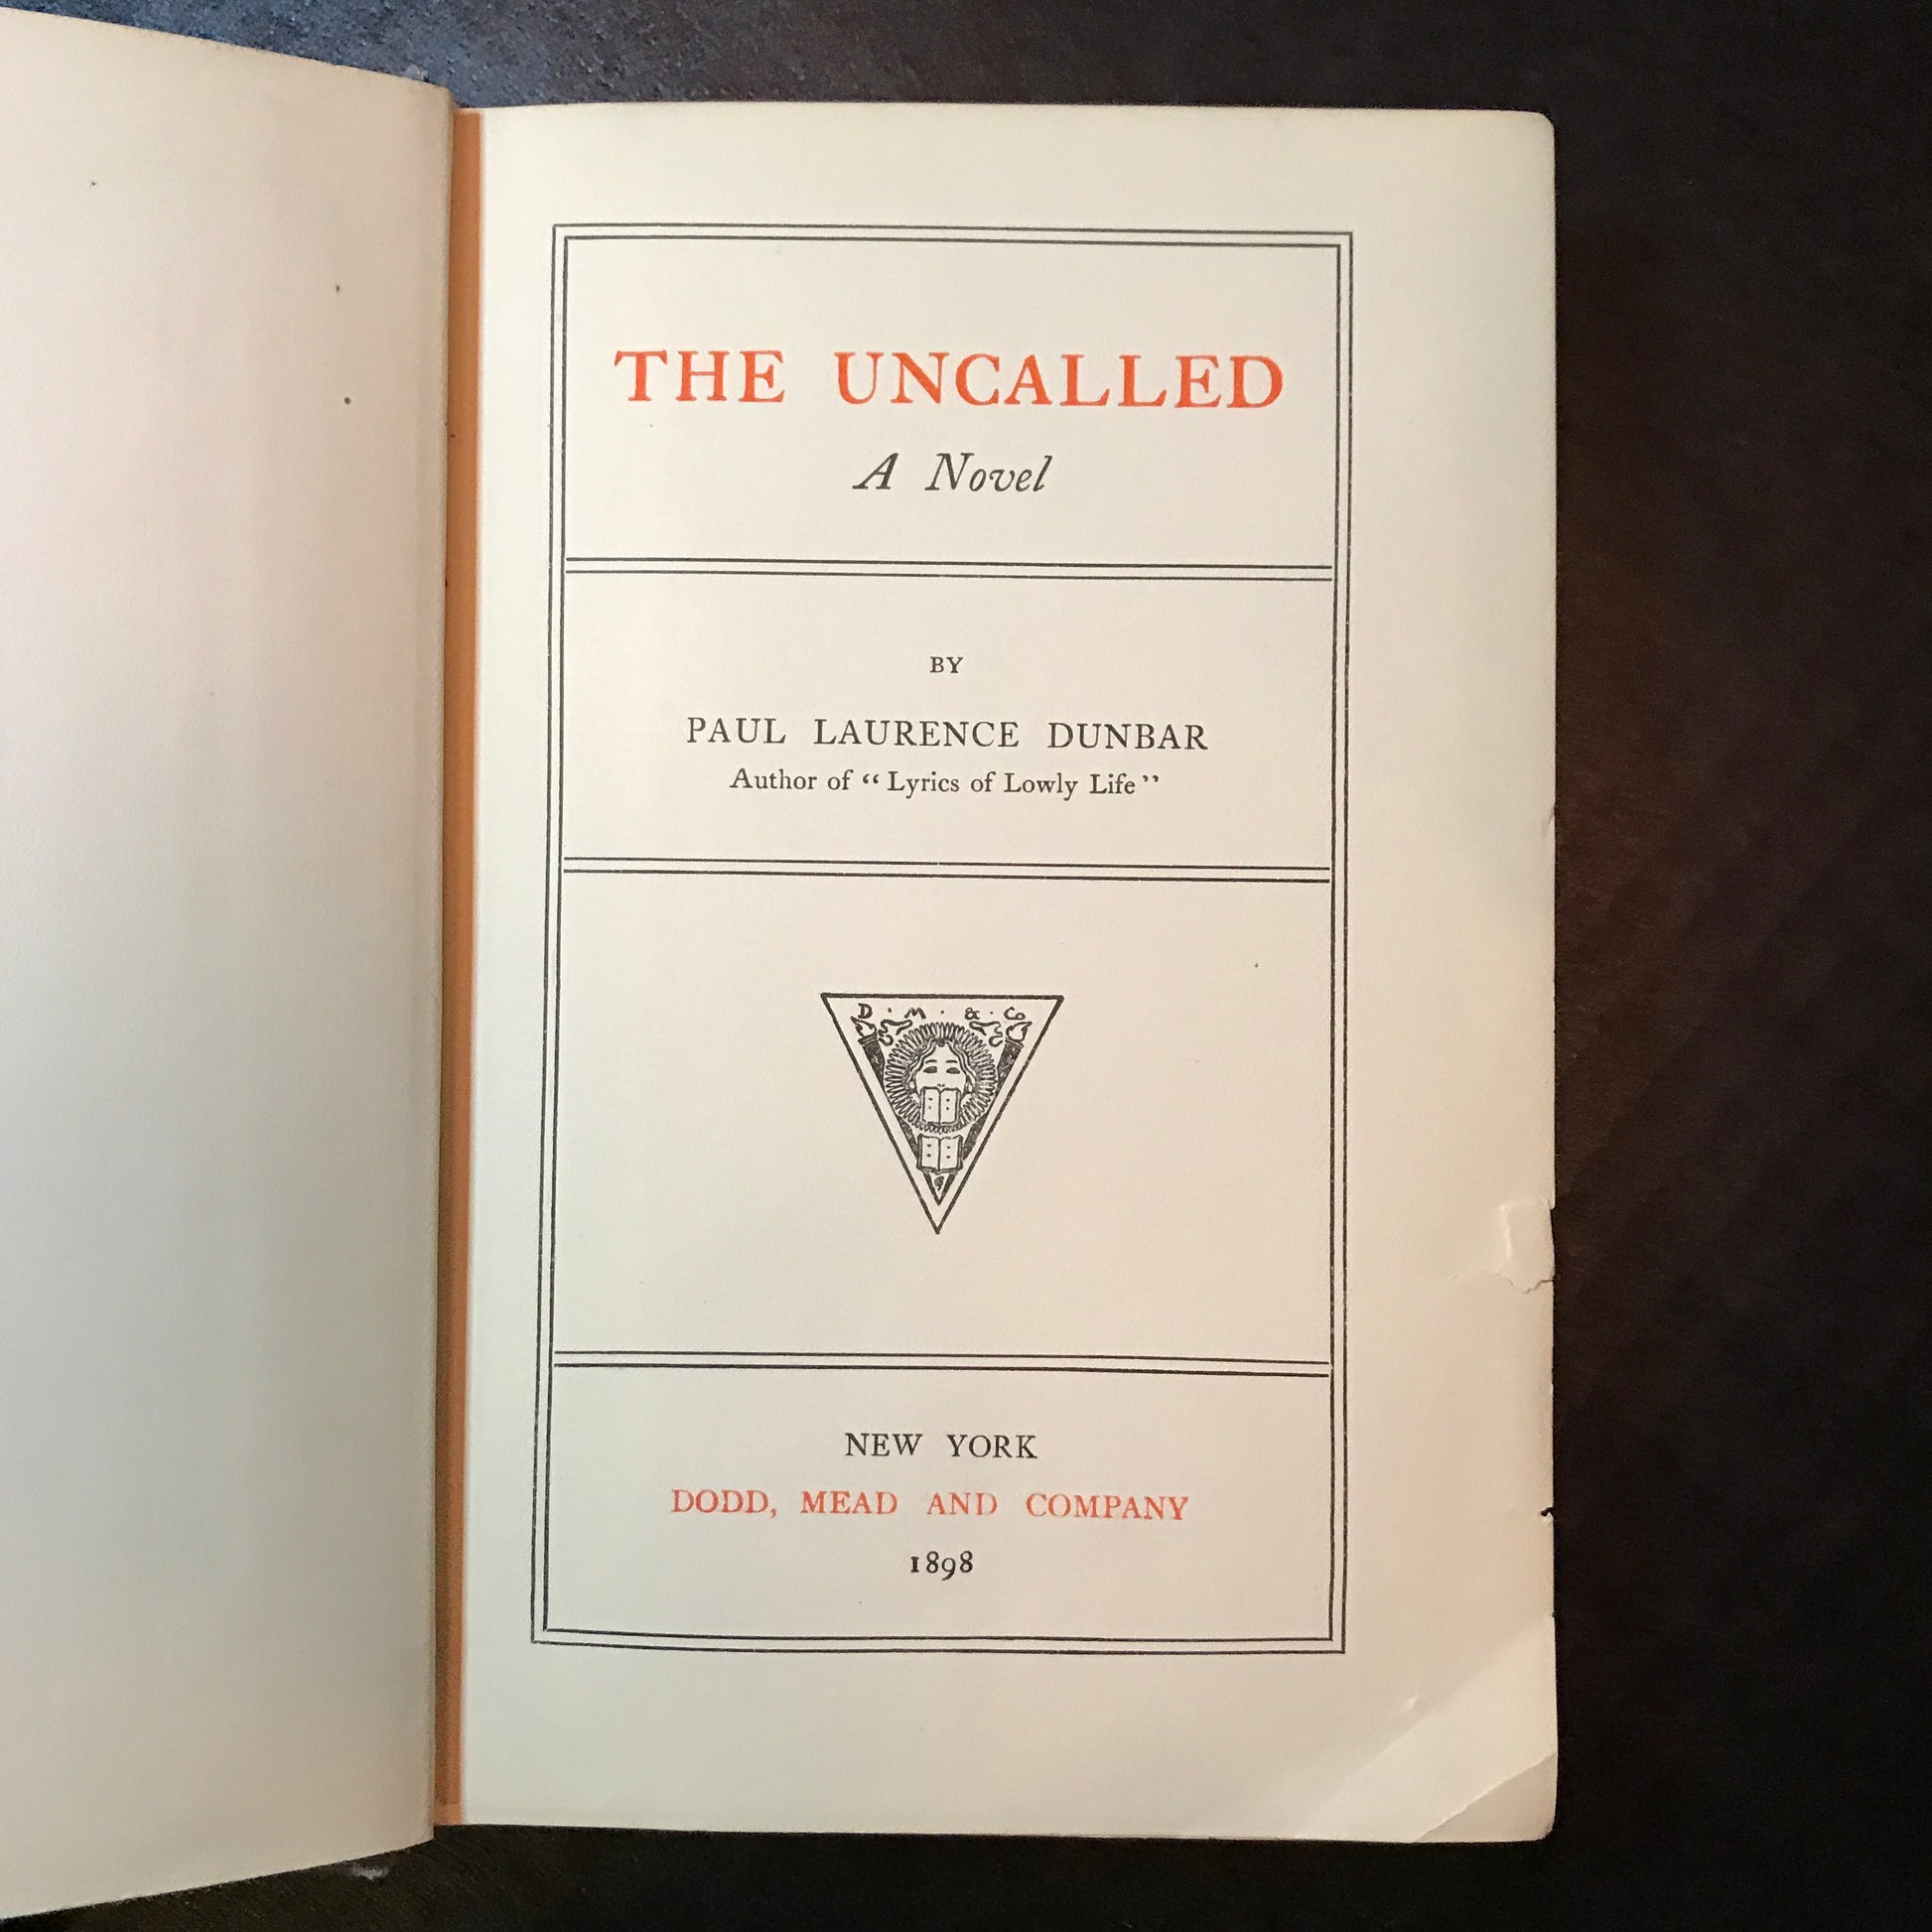 THE UNCALLED
A Novel
BY
PAUL LAURENCE DUNBAR
Author of “Lyrics of Lowly Life”
D · M · & · Co
NEW YORK
DODD, MEAD AND COMPANY
1898